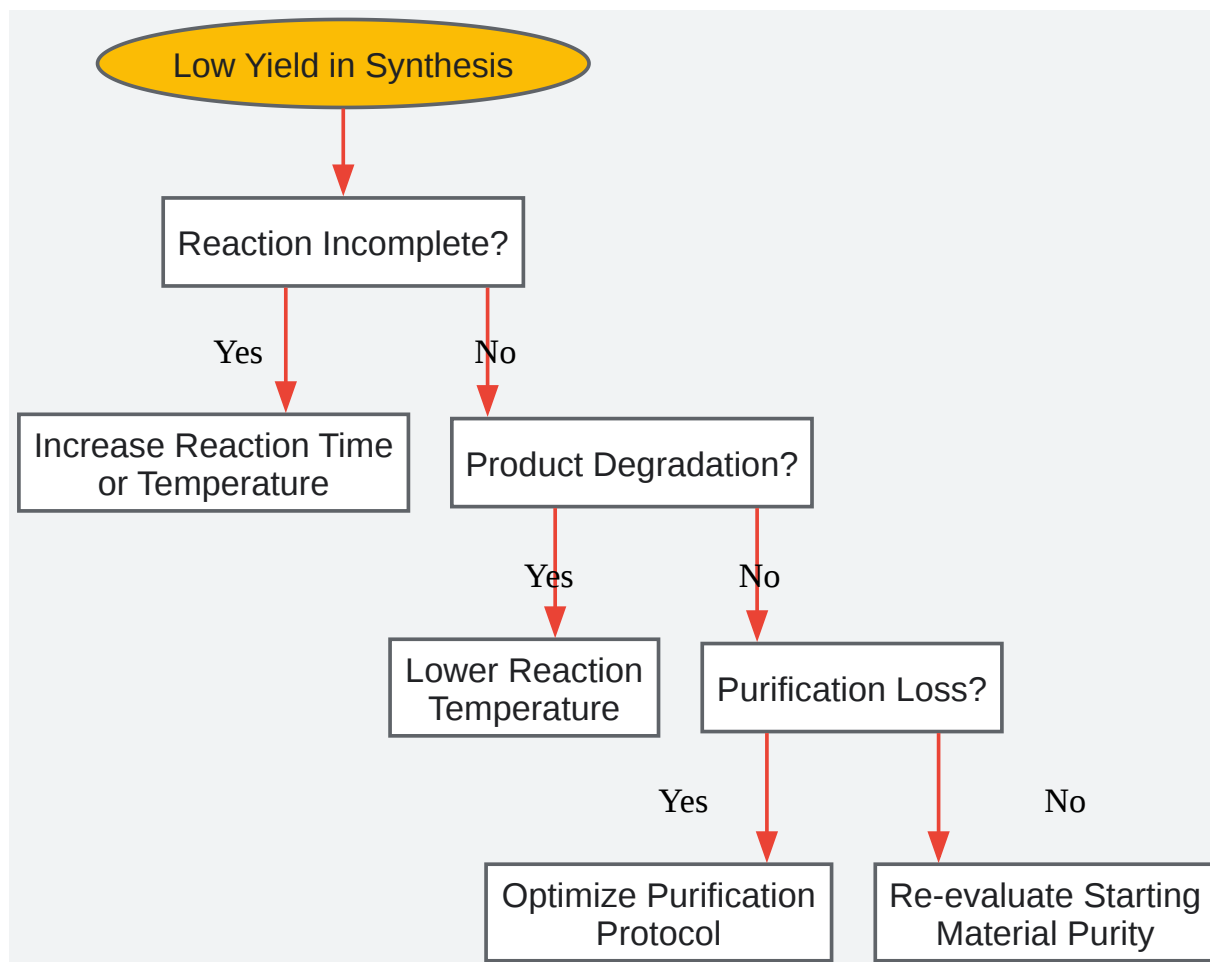 Low Yield in Synthesis
Reaction Incomplete?
Yes
No
Increase Reaction Time
or Temperature
Product Degradation?
Yes
No
Lower Reaction
Temperature
Purification Loss?
Yes
No
Optimize Purification
Protocol
Re-evaluate Starting
Material Purity